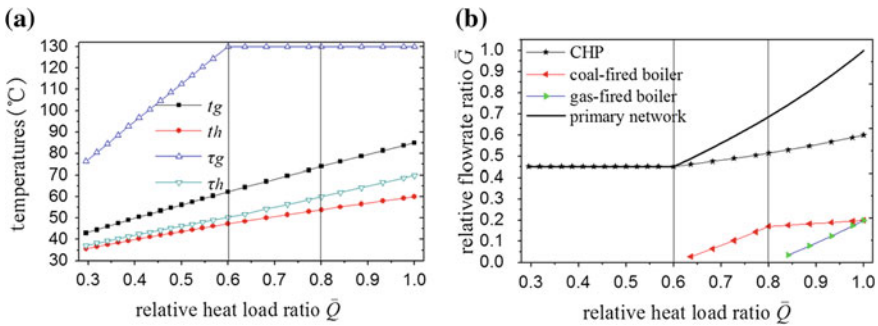 (a)
temperatures (℃)
130
120
110
100
90
80
70
60
50
40
30
tg
th
τg
τh
0.3 0.4 0.5 0.6 0.7 0.8 0.9 1.0
relative heat load ratio Q̄
(b)
relative flowrate ratio Ḡ
1.0
0.9
0.8
0.7
0.6
0.5
0.4
0.3
0.2
0.1
0.0
CHP
coal-fired boiler
gas-fired boiler
primary network
0.3 0.4 0.5 0.6 0.7 0.8 0.9 1.0
relative heat load ratio Q̄